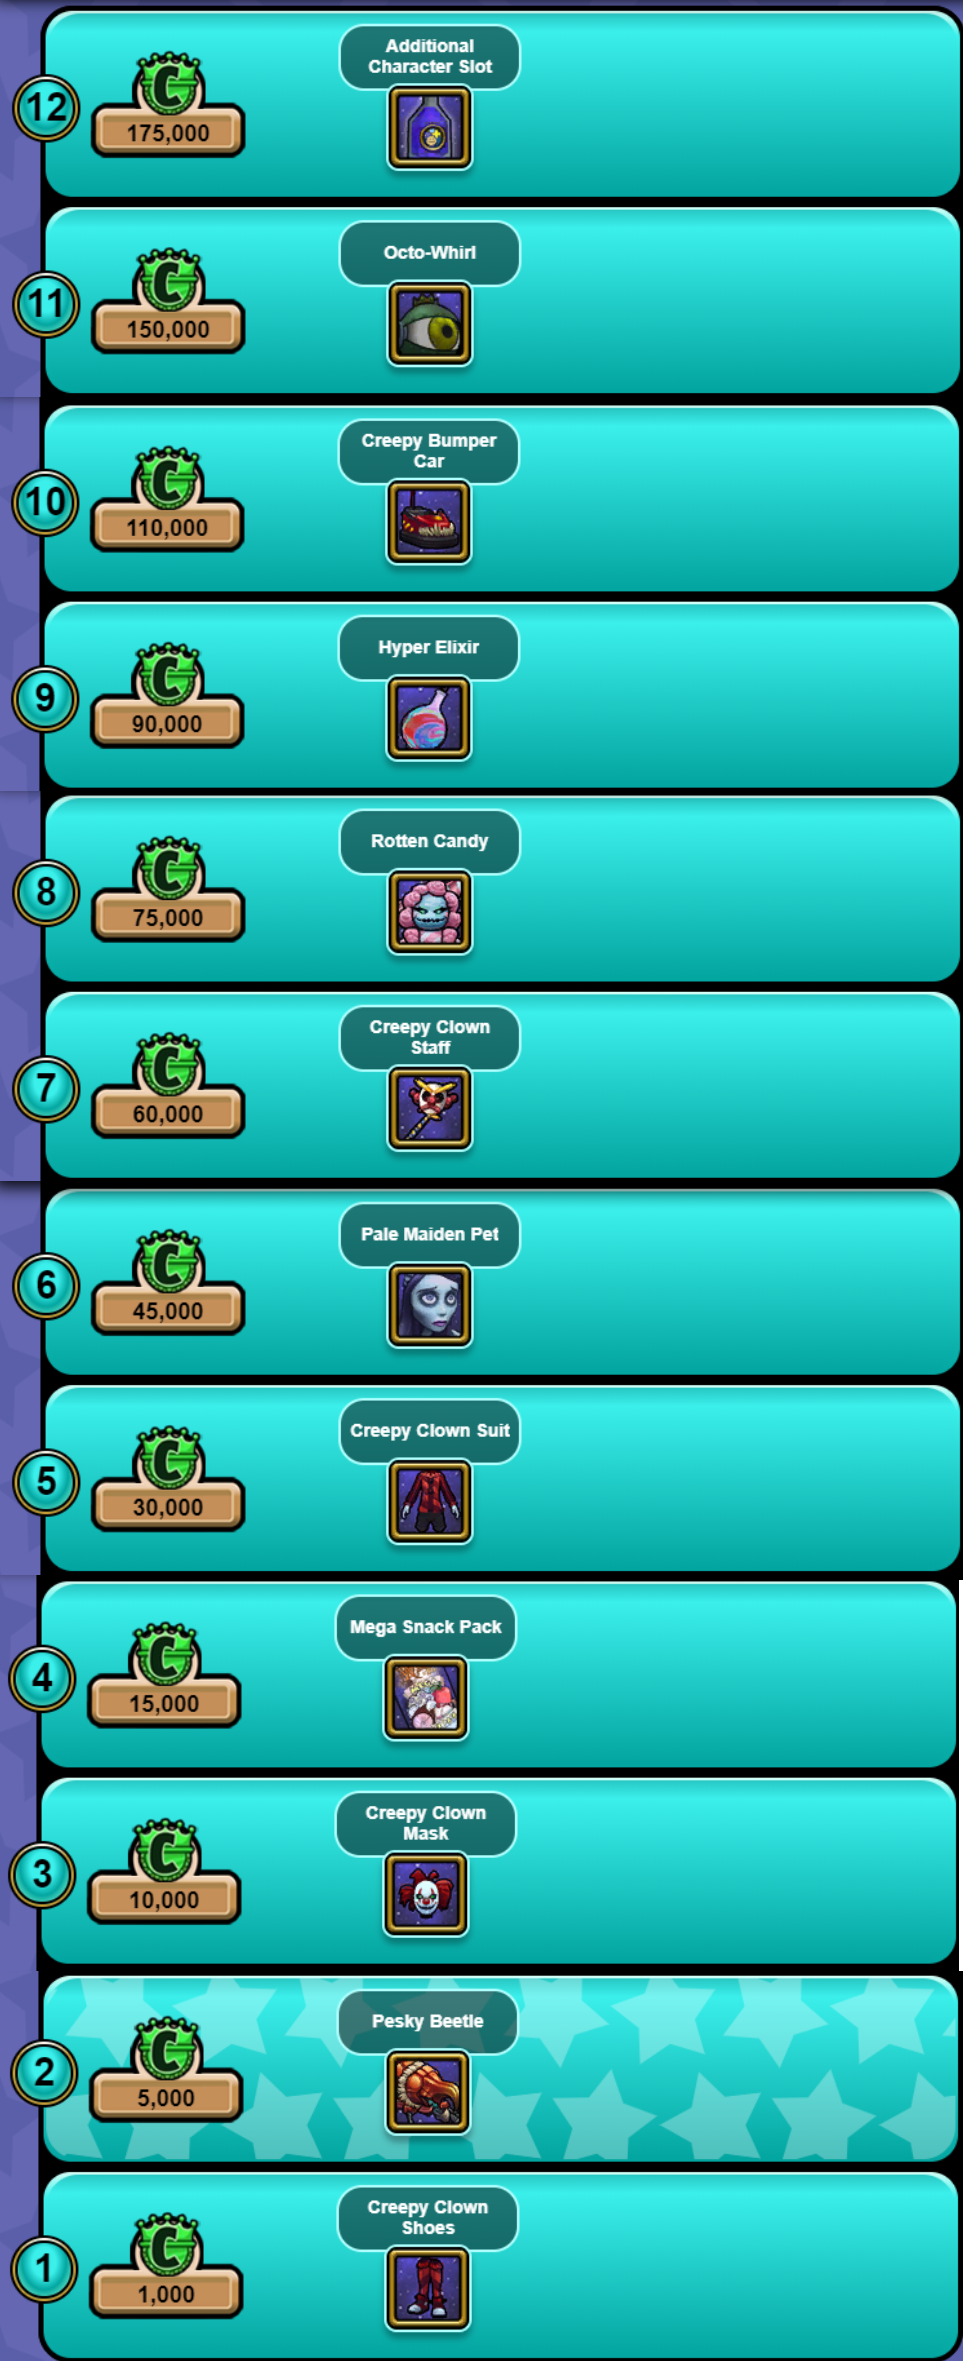 Additional
Character Slot
12
C
175,000
Octo-Whirl
11
C
150,000
Creepy Bumper
Car
10
C
110,000
Hyper Elixir
9
C
90,000
Rotten Candy
8
C
75,000
Creepy Clown
Staff
7
C
60,000
Pale Maiden Pet
6
C
45,000
Creepy Clown Suit
5
C
30,000
Mega Snack Pack
4
C
15,000
Creepy Clown
Mask
3
C
10,000
Pesky Beetle
2
C
5,000
Creepy Clown
Shoes
1
C
1,000